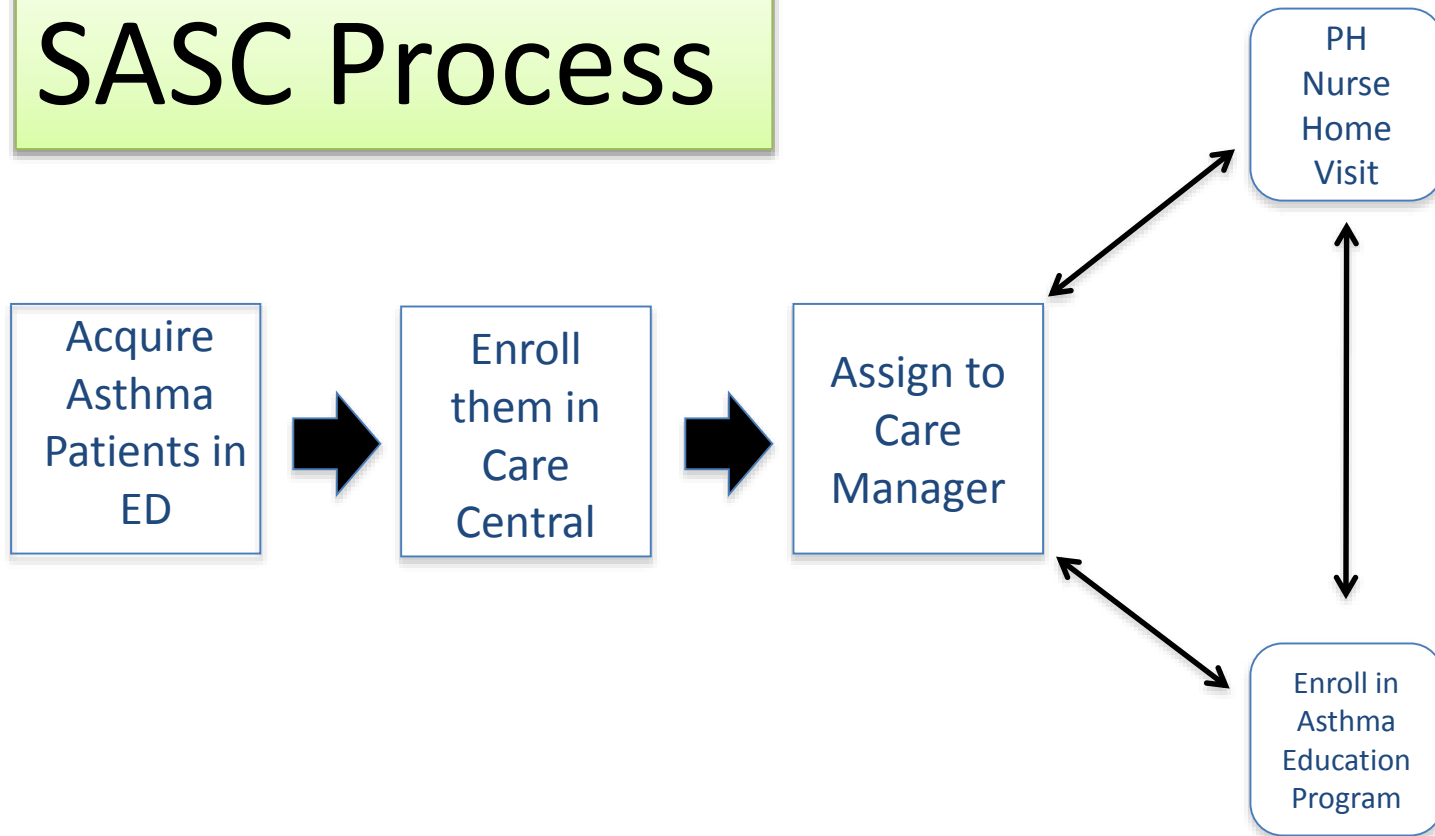 SASC Process
PH
Nurse
Home
Visit
Acquire
Asthma
Patients in
ED
Enroll
them in
Care
Central
Assign to
Care
Manager
Enroll in
Asthma
Education
Program